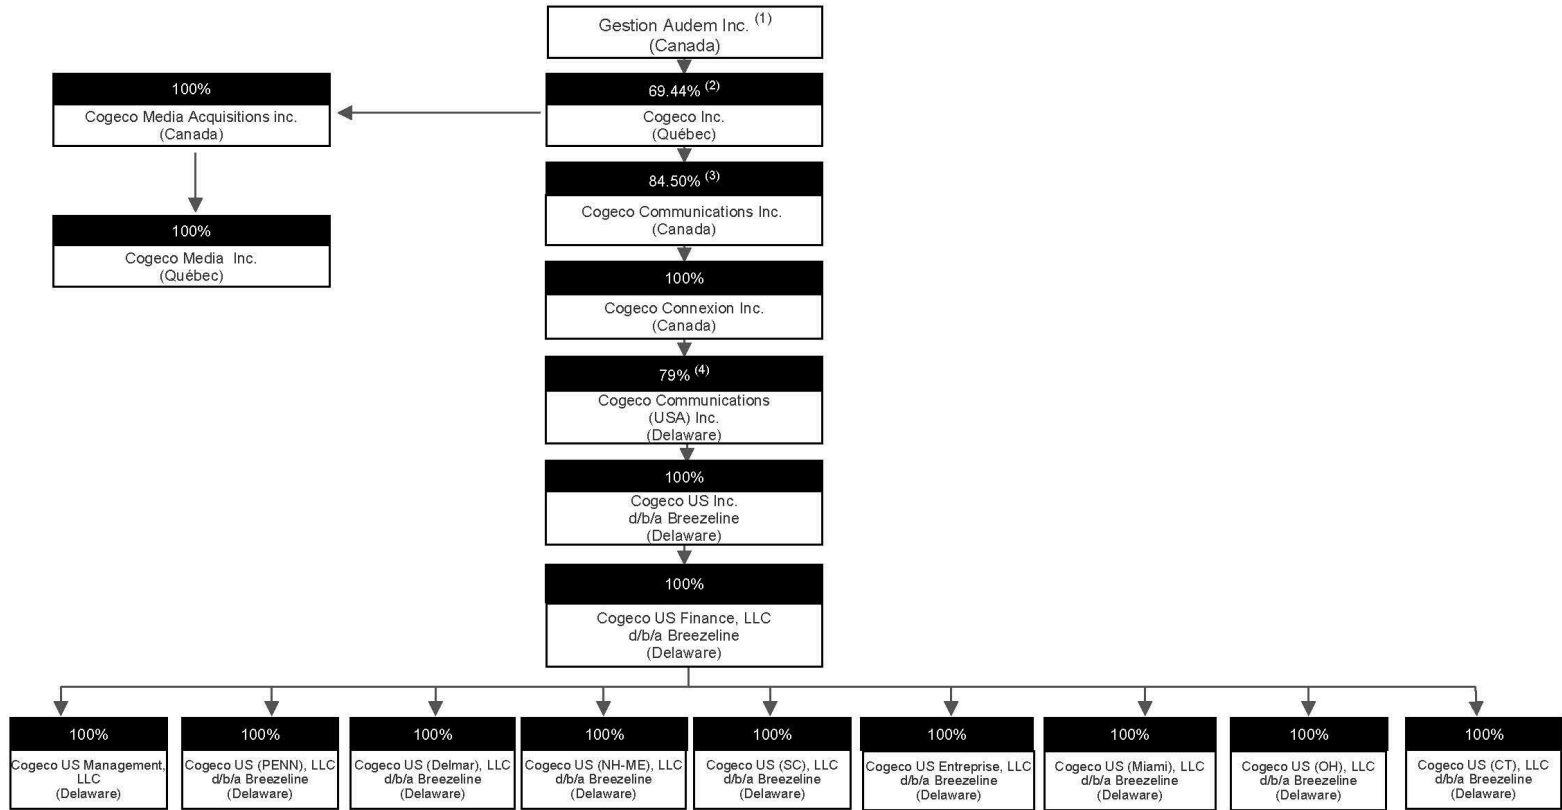 Gestion Audem Inc. (1)
(Canada)
100%
Cogeco Media Acquisitions inc.
(Canada)
69.44% (2)
Cogeco Inc.
(Québec)
84.50% (3)
Cogeco Communications Inc.
(Canada)
100%
Cogeco Media Inc.
(Québec)
100%
Cogeco Connexion Inc.
(Canada)
79% (4)
Cogeco Communications
(USA) Inc.
(Delaware)
100%
Cogeco US Inc.
d/b/a Breezeline
(Delaware)
100%
Cogeco US Finance, LLC
d/b/a Breezeline
(Delaware)
100%
Cogeco US Management,
LLC
(Delaware)
100%
Cogeco US (PENN), LLC
d/b/a Breezeline
(Delaware)
100%
Cogeco US (Delmar), LLC
d/b/a Breezeline
(Delaware)
100%
Cogeco US (NH-ME), LLC
d/b/a Breezeline
(Delaware)
100%
Cogeco US (SC), LLC
d/b/a Breezeline
(Delaware)
100%
Cogeco US Entreprise, LLC
d/b/a Breezeline
(Delaware)
100%
Cogeco US (Miami), LLC
d/b/a Breezeline
(Delaware)
100%
Cogeco US (OH), LLC
d/b/a Breezeline
(Delaware)
100%
Cogeco US (CT), LLC
d/b/a Breezeline
(Delaware)